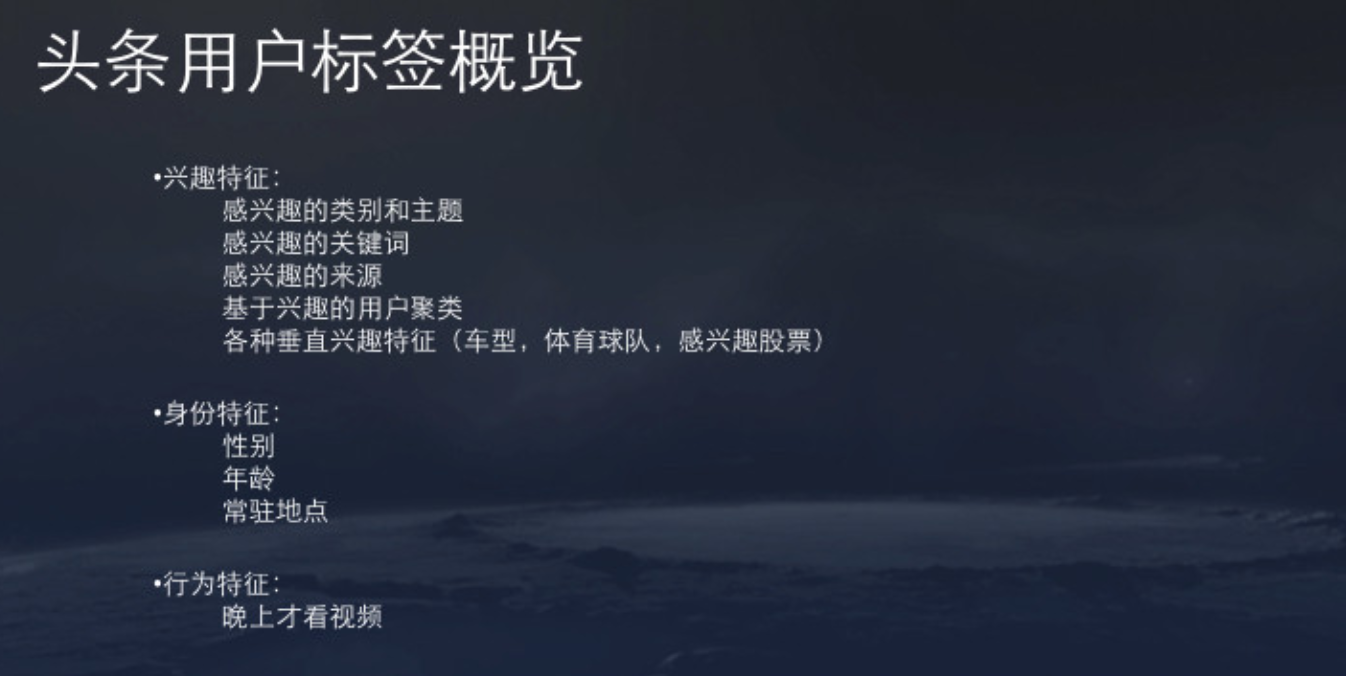 头条用户标签概览
•兴趣特征：
感兴趣的类别和主题
感兴趣的关键词
感兴趣的来源
基于兴趣的用户聚类
各种垂直兴趣特征（车型，体育球队，感兴趣股票）
•身份特征：
性别
年龄
常驻地点
•行为特征：
晚上才看视频